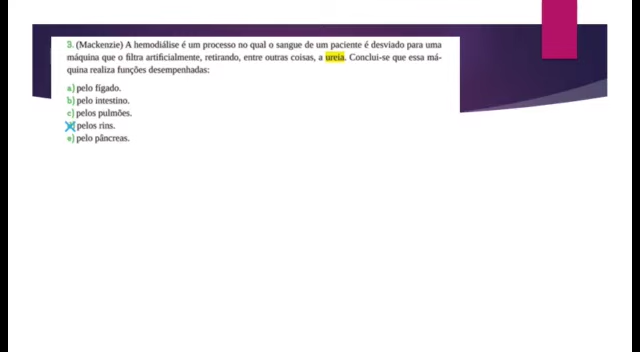 3. (Mackenzie) A hemodiálise é um processo no qual o sangue de um paciente é desviado para uma
máquina que o filtra artificialmente, retirando, entre outras coisas, a ureia. Conclui-se que essa má-
quina realiza funções desempenhadas:
a) pelo fígado.
b) pelo intestino.
c) pelos pulmões.
pelos rins.
e) pelo pâncreas.